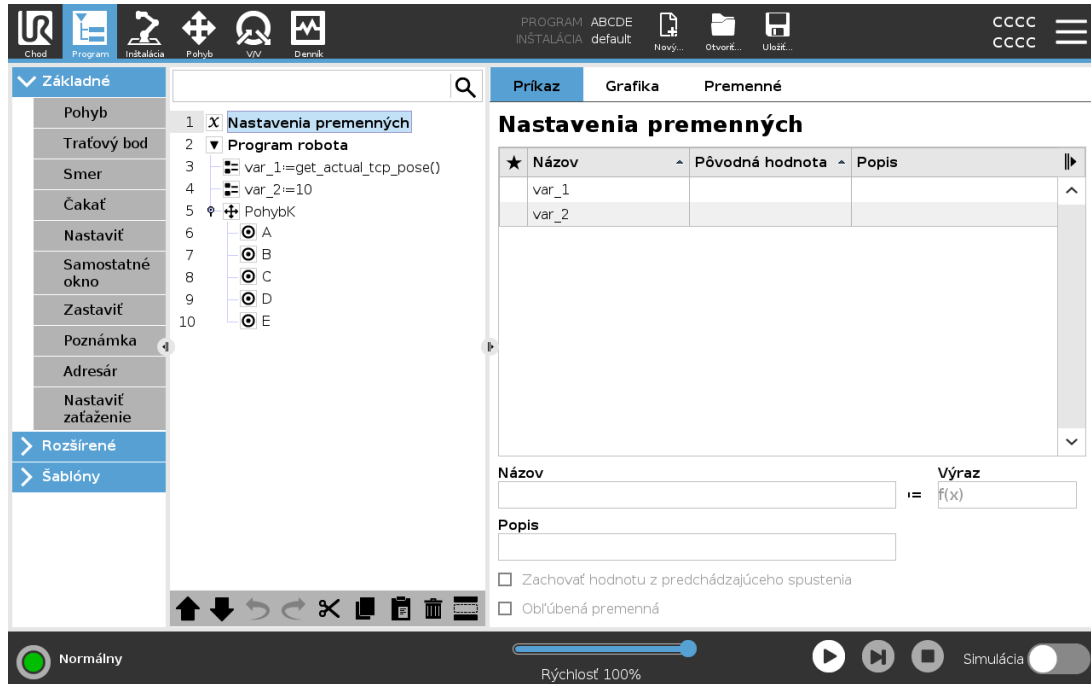 UR
PROGRAM ABCDE
INŠTALÁCIA default
Chod
Program
Inštalácia
Pohyb
V/V
Denník
Nový...
Otvoriť...
Uložiť...
CCCC
CCCC
Základné
Pohyb
Traťový bod
Smer
Čakať
Nastaviť
Samostatné
okno
Zastaviť
Poznámka
Adresár
Nastaviť
zaťaženie
Rozšírené
Šablóny
1 X Nastavenia premenných
2 Program robota
3 var_1:=get_actual_tcp_pose()
4 var_2:=10
5 PohybK
6 A
7 B
8 C
9 D
10 E
Príkaz Grafika Premenné
Nastavenia premenných
Názov Pôvodná hodnota Popis
var_1
var_2
Názov Výraz
:= f(x)
Popis
Zachovať hodnotu z predchádzajúceho spustenia
Obľúbená premenná
Normálny
Rýchlosť 100%
Simulácia